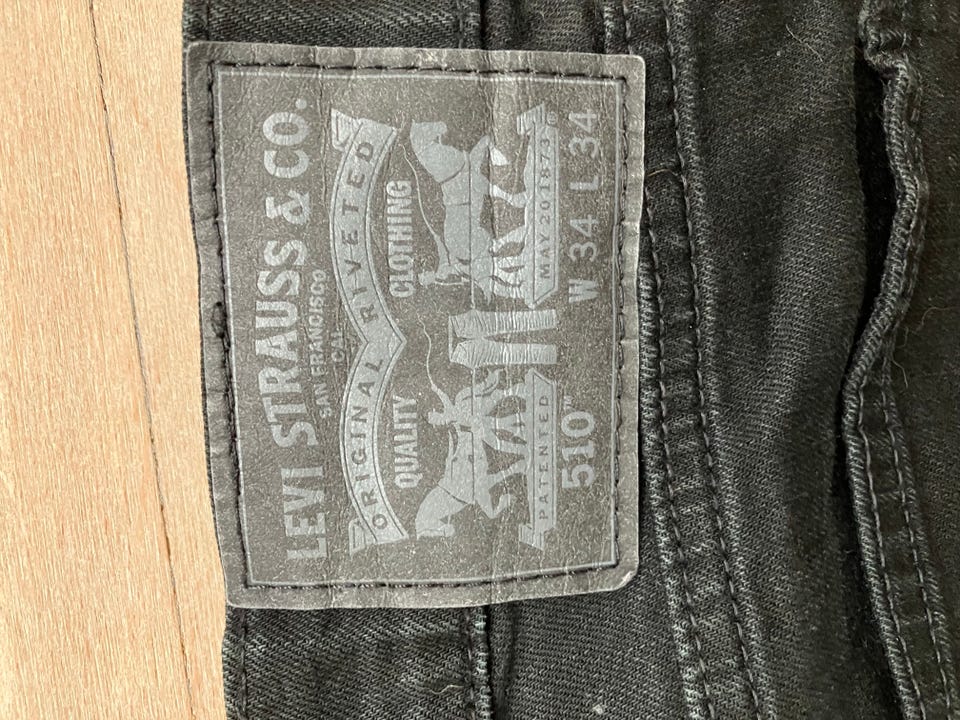 LEVI STRAUSS & CO.
SAN FRANCISCO
CAL
ORIGINAL RIVETED
QUALITY CLOTHING
PATENTED MAY 20 1873
510™ W 34 L 34